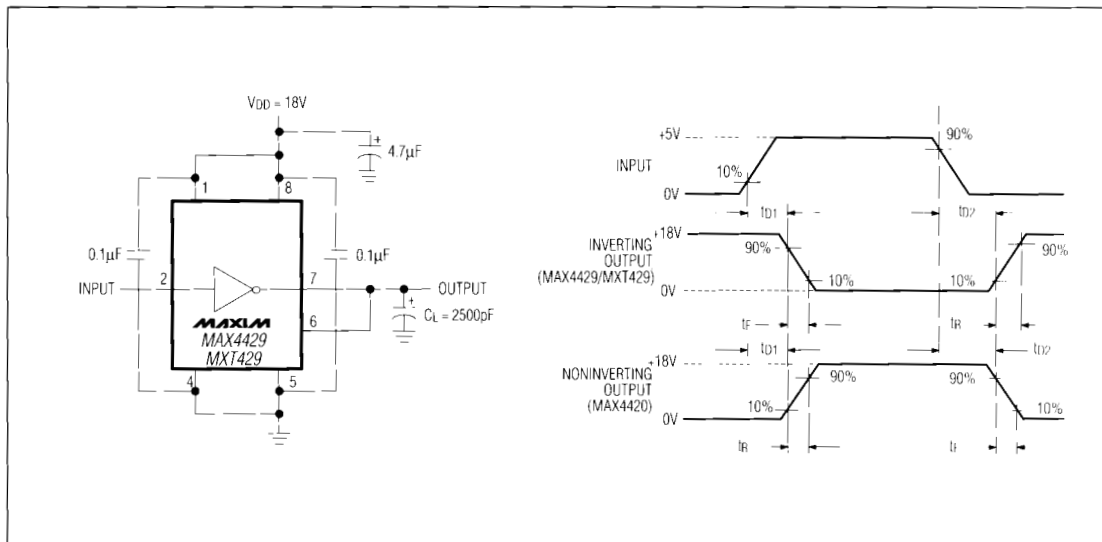 VDD = 18V
+
4.7µF
1
8
0.1µF
0.1µF
INPUT
2
7
OUTPUT
+
CL = 2500pF
6
MAXIM
MAX4429
MXT429
4
5
+5V
90%
INPUT
10%
0V
tD1
tD2
+18V
INVERTING
OUTPUT
(MAX4429/MXT429)
90%
90%
10%
10%
0V
tF
tR
tD1
tD2
+18V
NONINVERTING
OUTPUT
(MAX4420)
90%
90%
10%
10%
0V
tR
tF